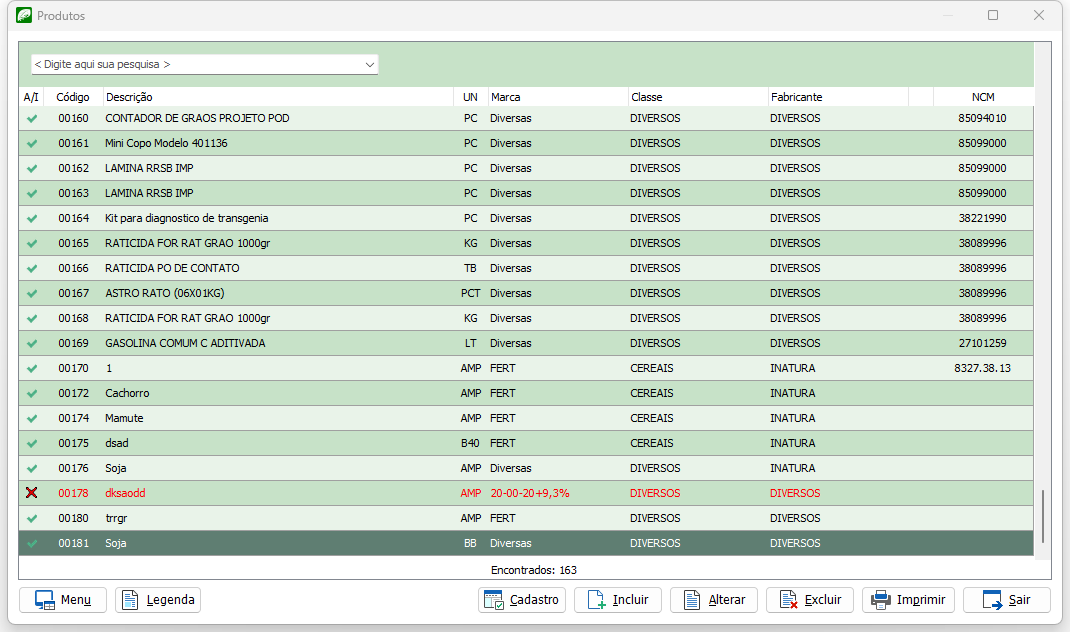 Produtos
< Digite aqui sua pesquisa >
A/I Código Descrição UN Marca Classe Fabricante NCM
00160 CONTADOR DE GRAOS PROJETO POD PC Diversas DIVERSOS DIVERSOS 85094010
00161 Mini Copo Modelo 401136 PC Diversas DIVERSOS DIVERSOS 85099000
00162 LAMINA RRSB IMP PC Diversas DIVERSOS DIVERSOS 85099000
00163 LAMINA RRSB IMP PC Diversas DIVERSOS DIVERSOS 85099000
00164 Kit para diagnostico de transgenia PC Diversas DIVERSOS DIVERSOS 38221990
00165 RATICIDA FOR RAT GRAO 1000gr KG Diversas DIVERSOS DIVERSOS 38089996
00166 RATICIDA PO DE CONTATO TB Diversas DIVERSOS DIVERSOS 38089996
00167 ASTRO RATO (06X01KG) PCT Diversas DIVERSOS DIVERSOS 38089996
00168 RATICIDA FOR RAT GRAO 1000gr KG Diversas DIVERSOS DIVERSOS 38089996
00169 GASOLINA COMUM C ADITIVADA LT Diversas DIVERSOS DIVERSOS 27101259
00170 1 AMP FERT CEREAIS INATURA 8327.38.13
00172 Cachorro AMP FERT CEREAIS INATURA
00174 Mamute AMP FERT CEREAIS INATURA
00175 dsad B40 FERT CEREAIS INATURA
00176 Soja AMP Diversas DIVERSOS INATURA
00178 dksaodd AMP 20-00-20+9,3% DIVERSOS DIVERSOS
00180 trrgr AMP FERT DIVERSOS DIVERSOS
00181 Soja BB Diversas DIVERSOS DIVERSOS
Encontrados: 163
Menu Legenda Cadastro Incluir Alterar Excluir Imprimir Sair